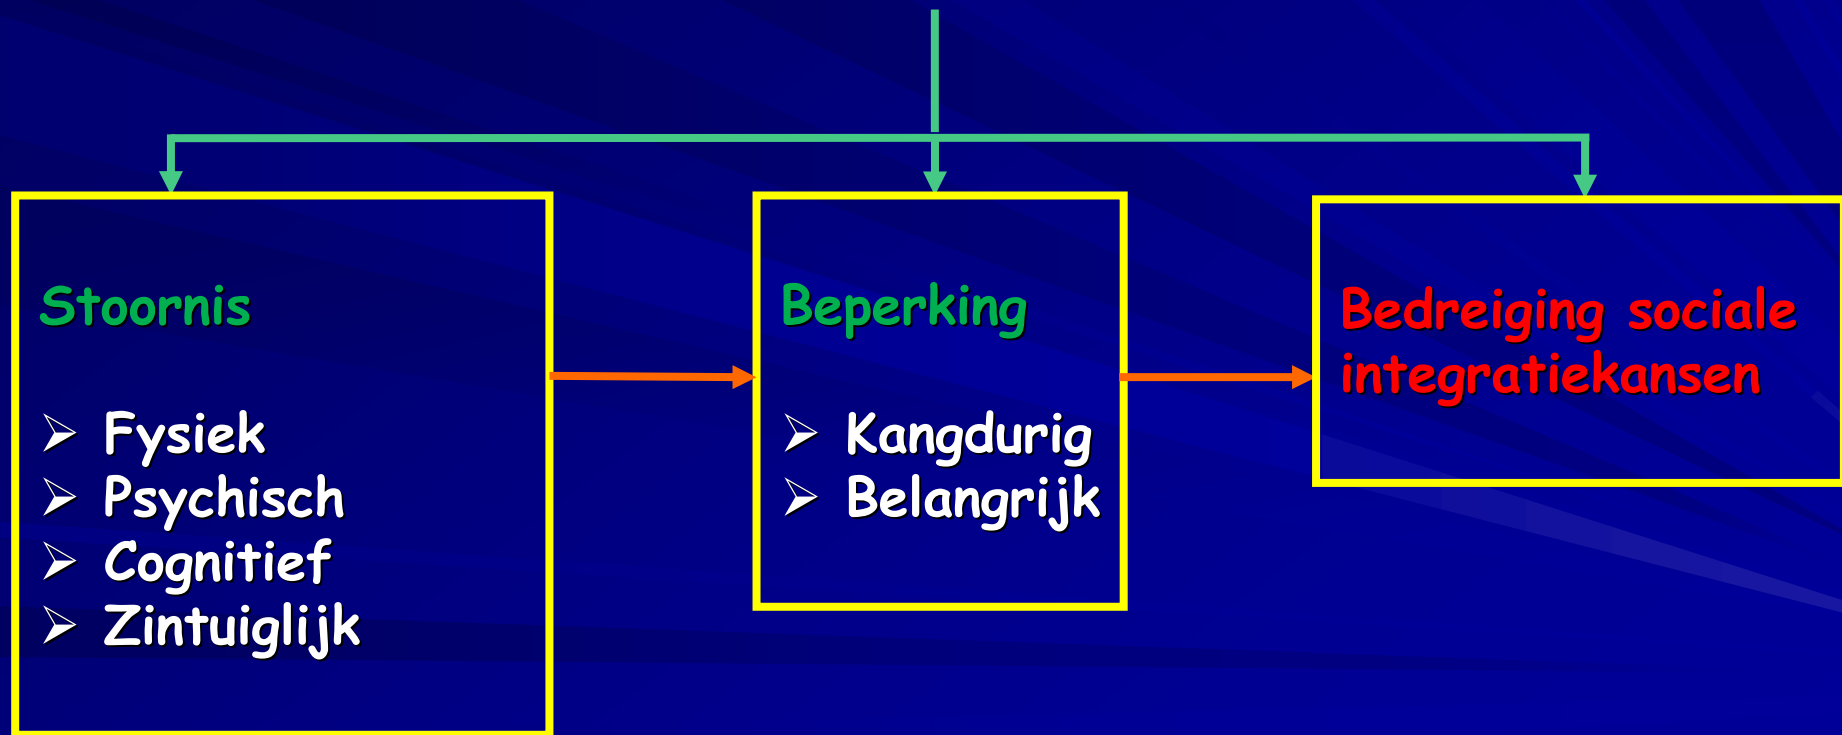 Stoornis
Fysiek
Psychisch
Cognitief
Zintuiglijk
Beperking
Kangdurig
Belangrijk
Bedreiging sociale
integratiekansen